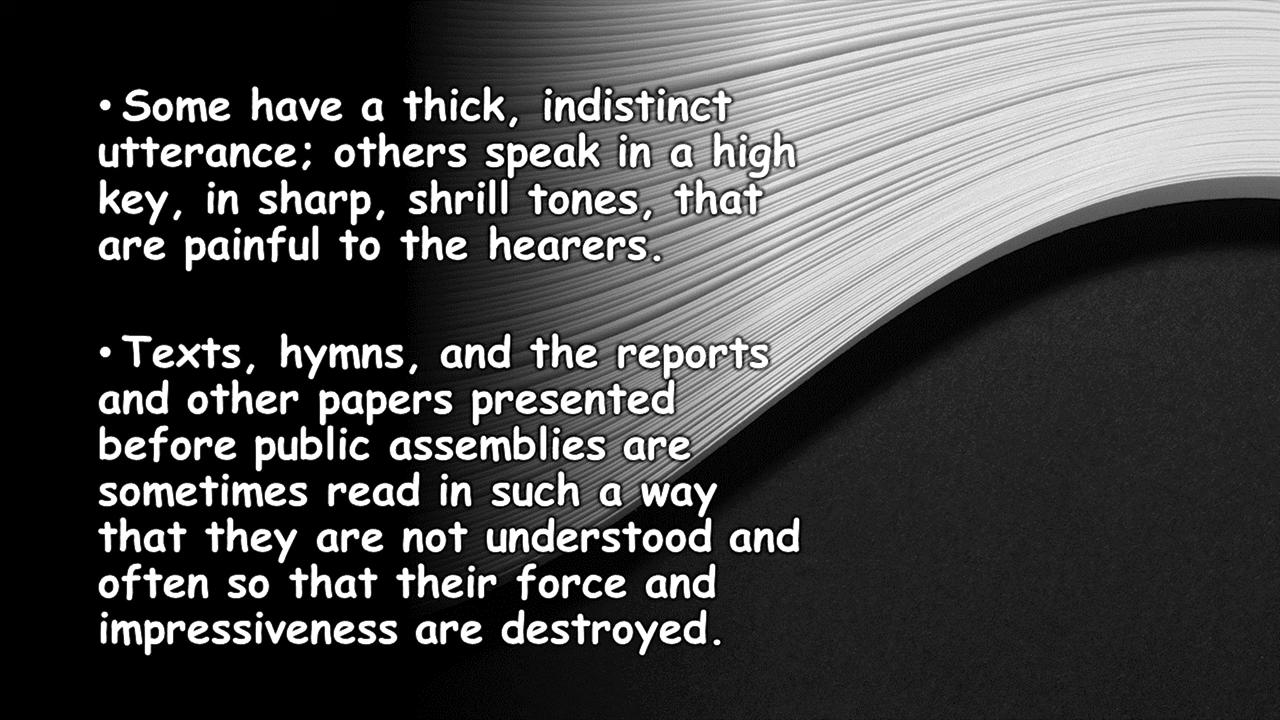 • Some have a thick, indistinct
utterance; others speak in a high
key, in sharp, shrill tones, that
are painful to the hearers.
• Texts, hymns, and the reports
and other papers presented
before public assemblies are
sometimes read in such a way
that they are not understood and
often so that their force and
impressiveness are destroyed.